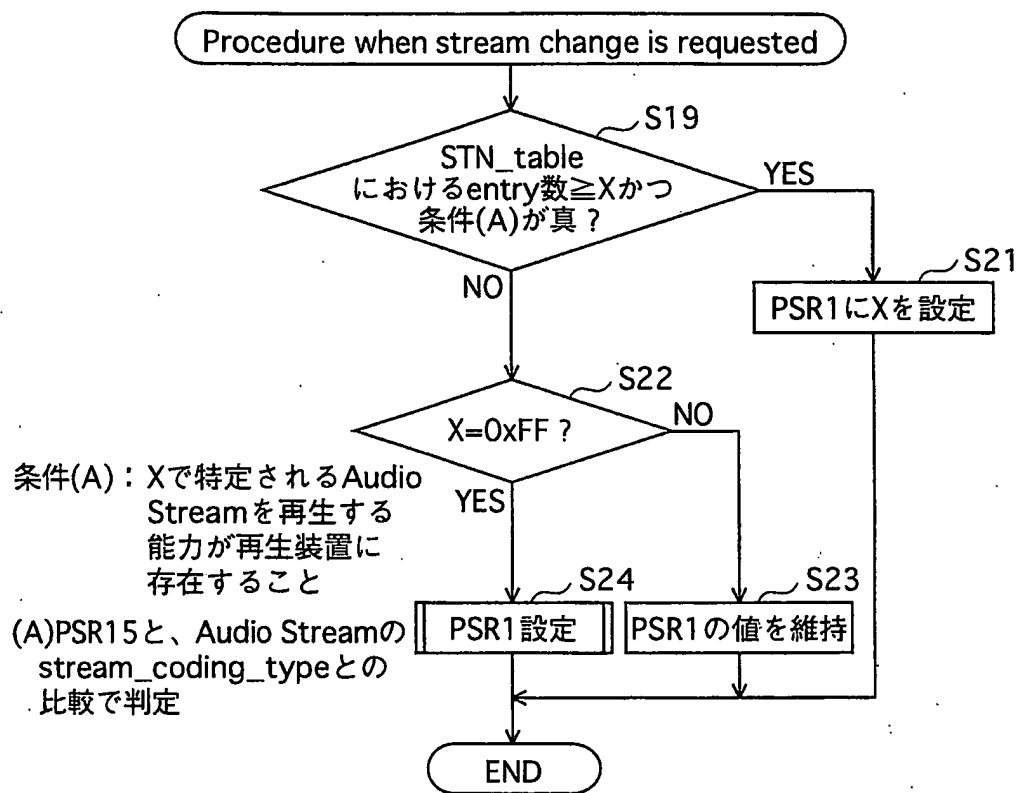 Procedure when stream change is requested
S19
STN_table
におけるentry数≧Xかつ
条件(A)が真？
YES
NO
S21
PSR1にXを設定
S22
X=0xFF？
NO
YES
条件(A)：Xで特定されるAudio
Streamを再生する
能力が再生装置に
存在すること
S24
PSR1設定
S23
PSR1の値を維持
(A)PSR15と、Audio Streamの
stream_coding_typeとの
比較で判定
END